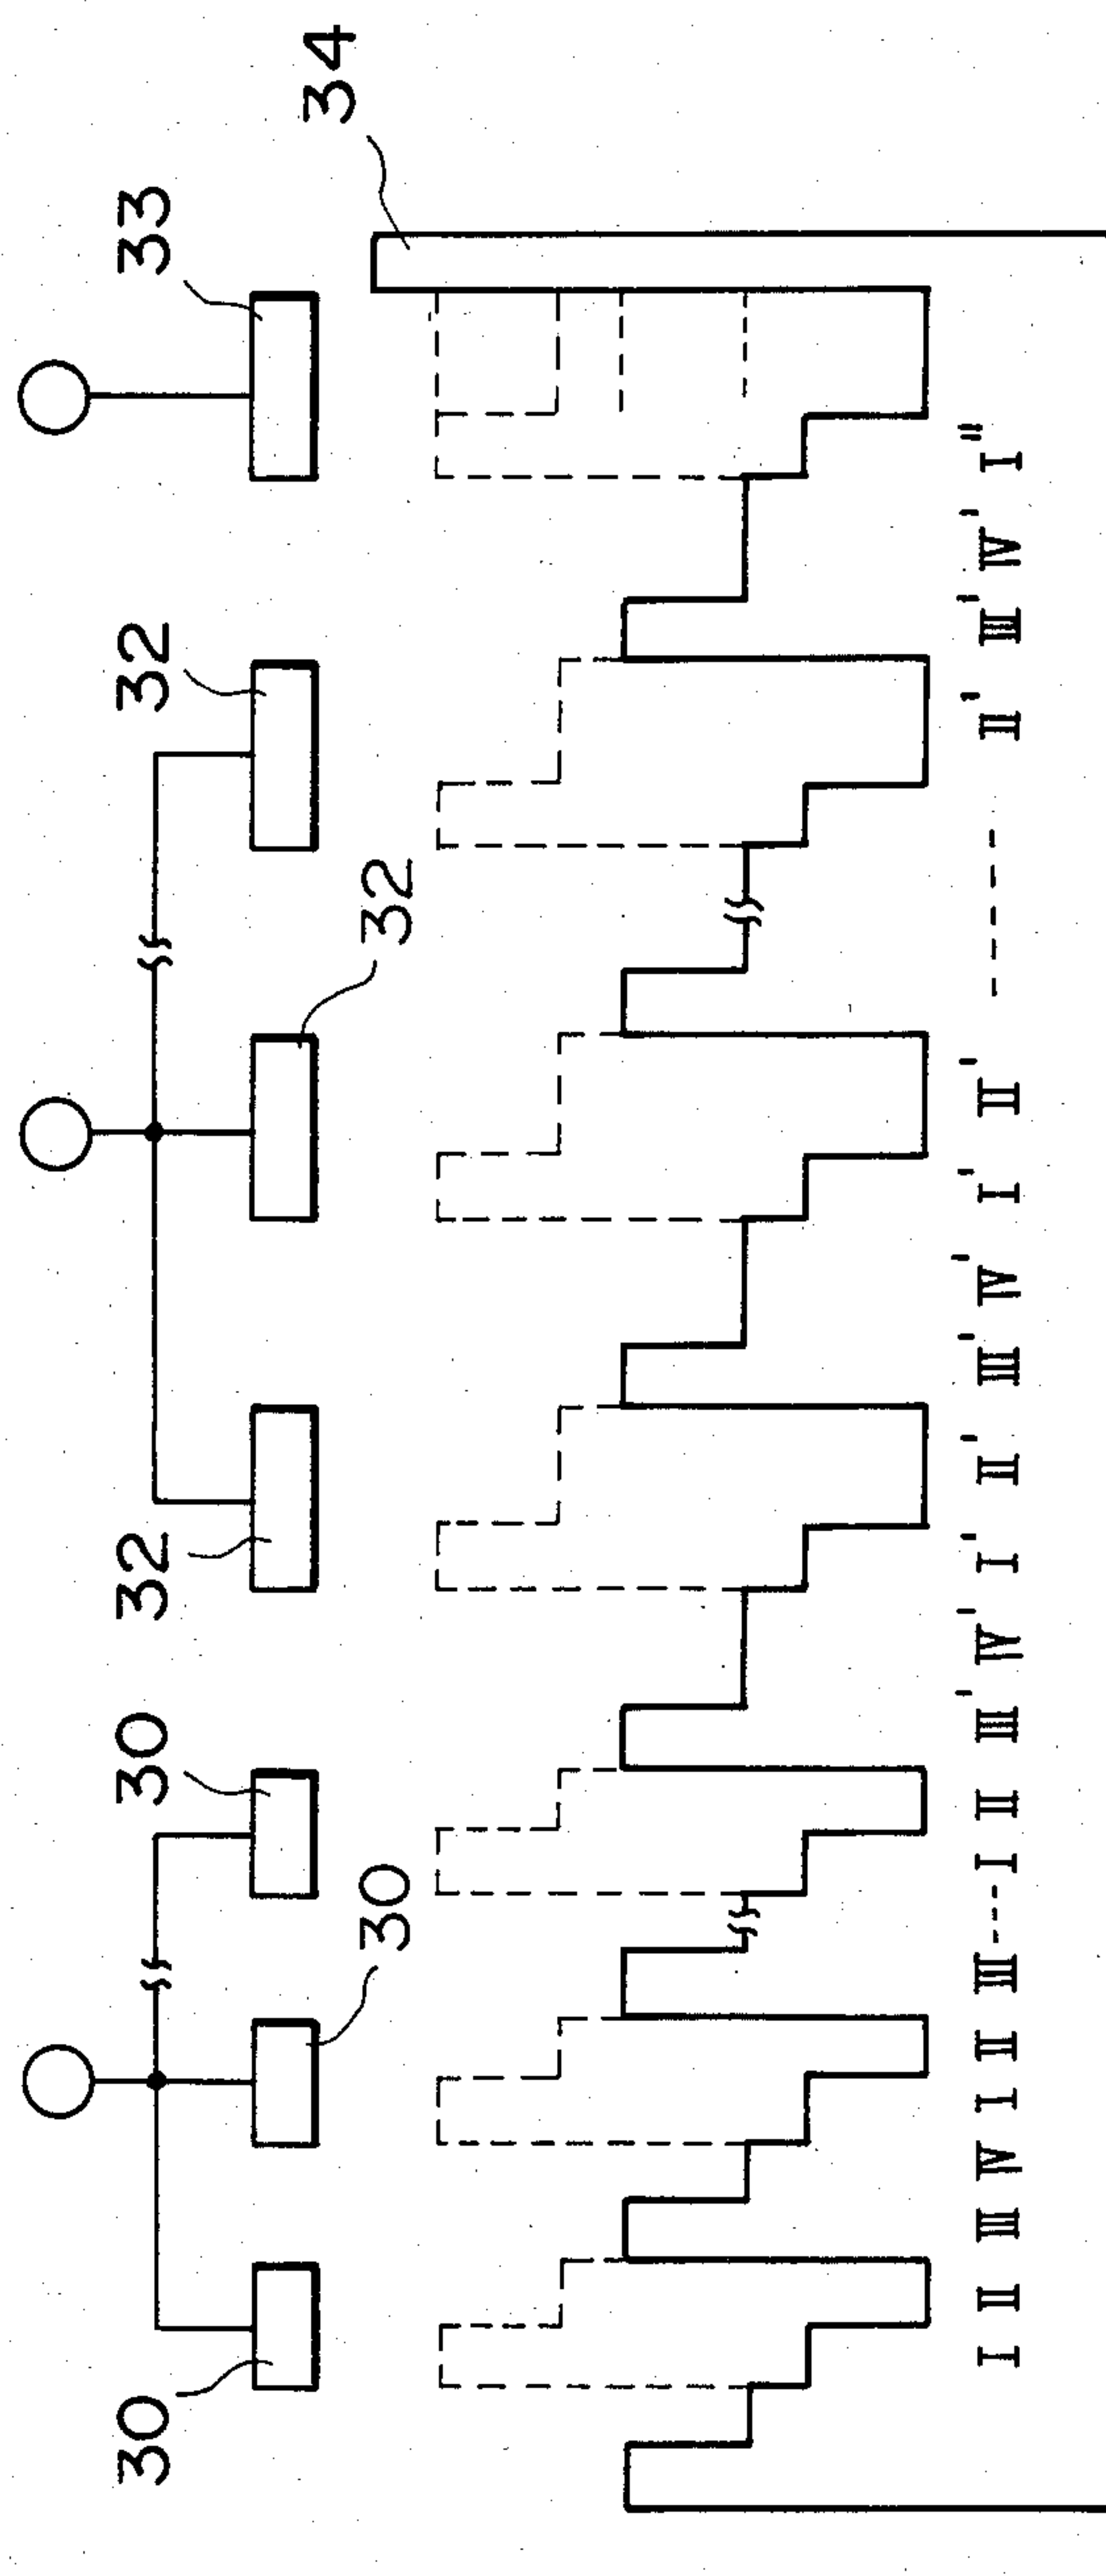 30 30 32 32 33
34
30 32
I II III IV I II III --- I II III' IV' I' II' III' IV' I' II' ----- II' III' IV' I"